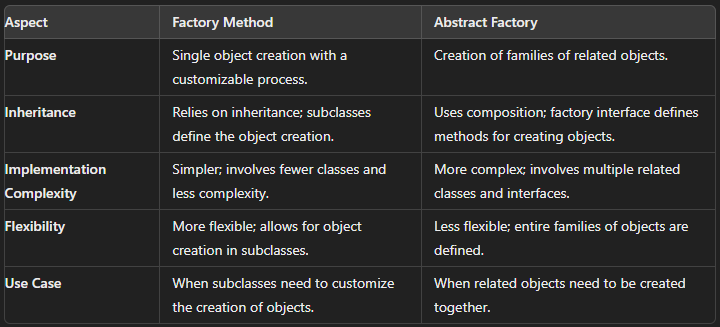 Aspect Factory Method Abstract Factory
Purpose Single object creation with a Creation of families of related objects.
customizable process.
Inheritance Relies on inheritance; subclasses Uses composition; factory interface defines
define the object creation. methods for creating objects.
Implementation Simpler; involves fewer classes and More complex; involves multiple related
Complexity less complexity. classes and interfaces.
Flexibility More flexible; allows for object Less flexible; entire families of objects are
creation in subclasses. defined.
Use Case When subclasses need to customize When related objects need to be created
the creation of objects. together.